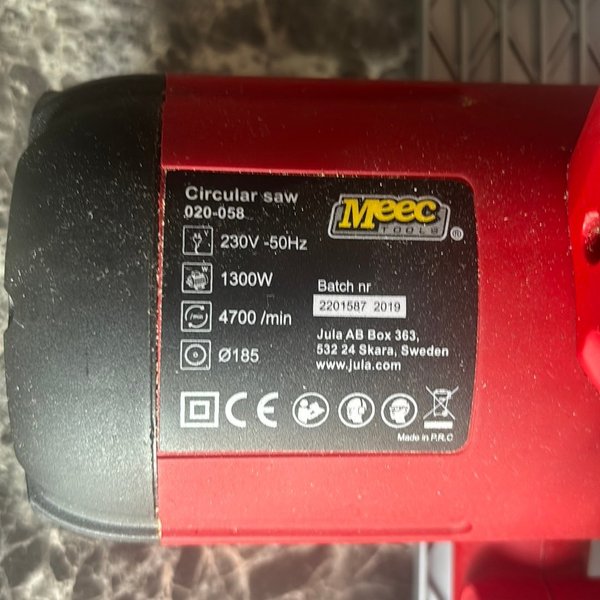 Circular saw
020-058
230V -50Hz
1300W
4700 /min
Ø185
Meec
TOOLS
®
Batch nr
2201587 2019
Jula AB Box 363,
532 24 Skara, Sweden
www.jula.com
CE
Made in P.R.C